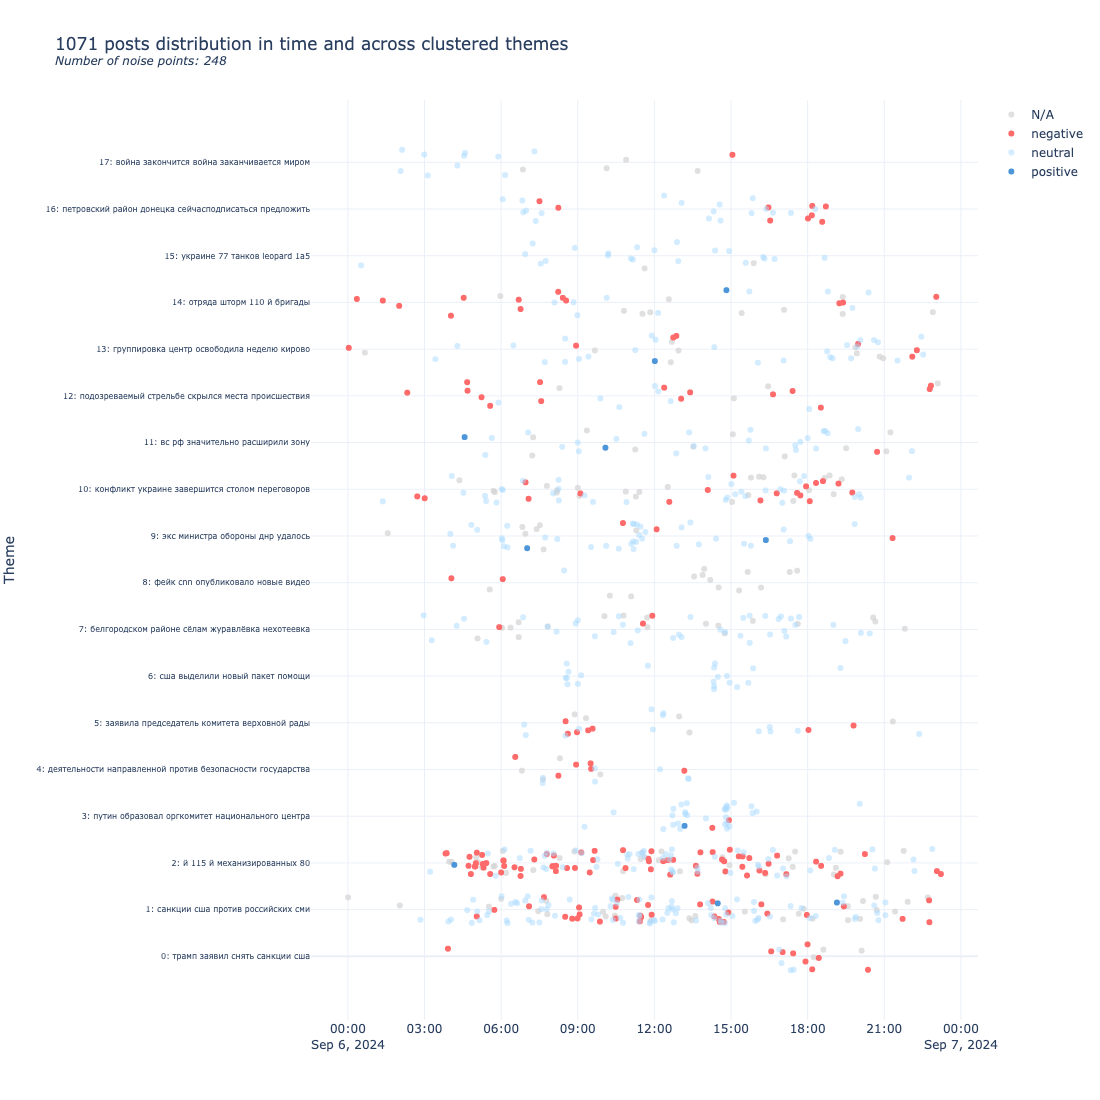 1071 posts distribution in time and across clustered themes
Number of noise points: 248
N/A
negative
neutral
positive
17: война закончится война заканчивается миром
16: петровский район донецка сейчасподписаться предложить
15: украине 77 танков leopard 1a5
14: отряда шторм 110 й бригады
13: группировка центр освободила неделю кирово
12: подозреваемый стрельбе скрылся места происшествия
11: вс рф значительно расширили зону
10: конфликт украине завершится столом переговоров
9: экс министра обороны днр удалось
8: фейк cnn опубликовало новые видео
7: белгородском районе сёлам журавлёвка нехотеевка
6: сша выделили новый пакет помощи
5: заявила председатель комитета верховной рады
4: деятельности направленной против безопасности государства
3: путин образовал оргкомитет национального центра
2: й 115 й механизированных 80
1: санкции сша против российских сми
0: трамп заявил снять санкции сша
Theme
00:00 03:00 06:00 09:00 12:00 15:00 18:00 21:00 00:00
Sep 6, 2024 Sep 7, 2024